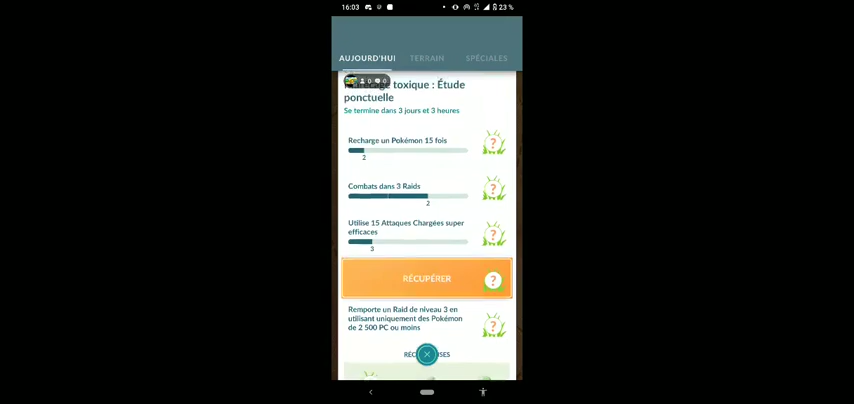 16:03
23 %
AUJOURD'HUI TERRAIN SPÉCIALES
0 0
toxique : Étude
ponctuelle
Se termine dans 3 jours et 3 heures
Recharge un Pokémon 15 fois
?
2
Combats dans 3 Raids
?
2
Utilise 15 Attaques Chargées super
efficaces
?
3
RÉCUPÉRER
?
Remporte un Raid de niveau 3 en
utilisant uniquement des Pokémon
de 2 500 PC ou moins
?